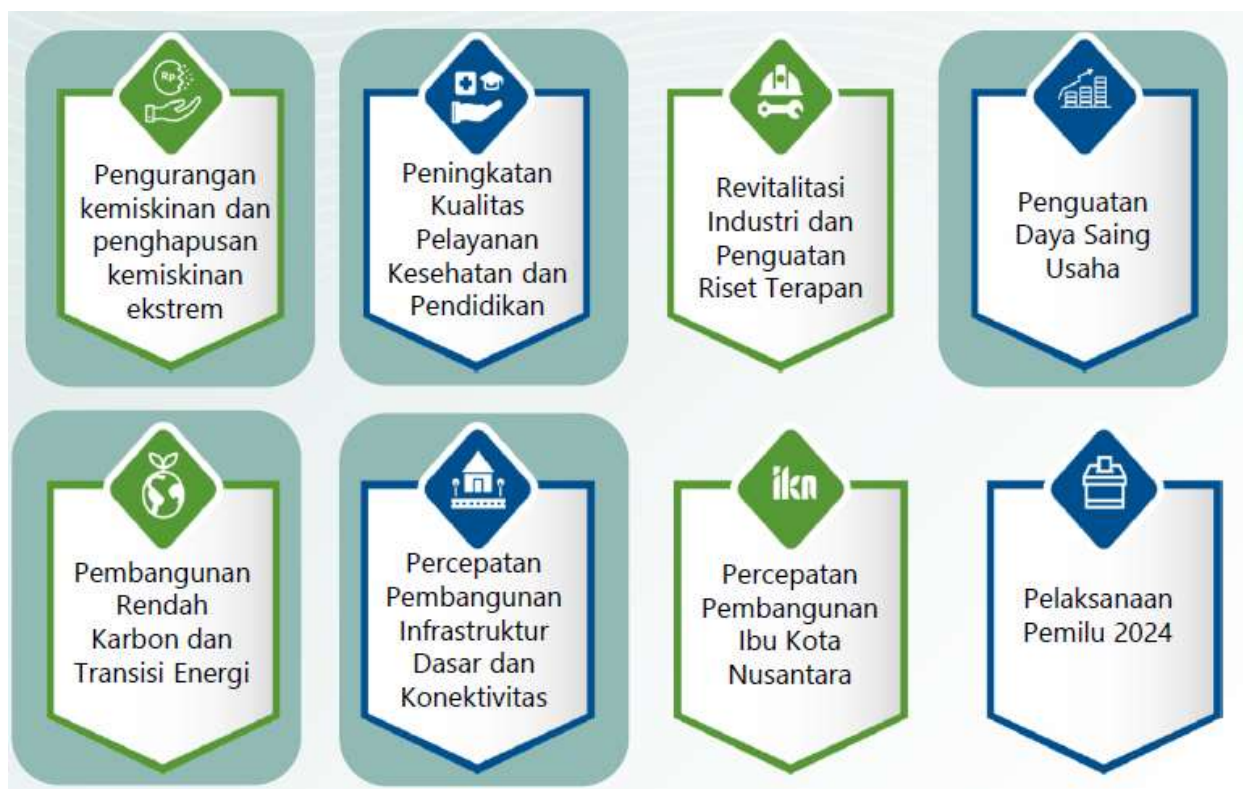 Rp
Pengurangan
kemiskinan dan
penghapusan
kemiskinan
ekstrem
Peningkatan
Kualitas
Pelayanan
Kesehatan dan
Pendidikan
Revitalitasi
Industri dan
Penguatan
Riset Terapan
Penguatan
Daya Saing
Usaha
Pembangunan
Rendah
Karbon dan
Transisi Energi
Percepatan
Pembangunan
Infrastruktur
Dasar dan
Konektivitas
ikn
Percepatan
Pembangunan
Ibu Kota
Nusantara
Pelaksanaan
Pemilu 2024